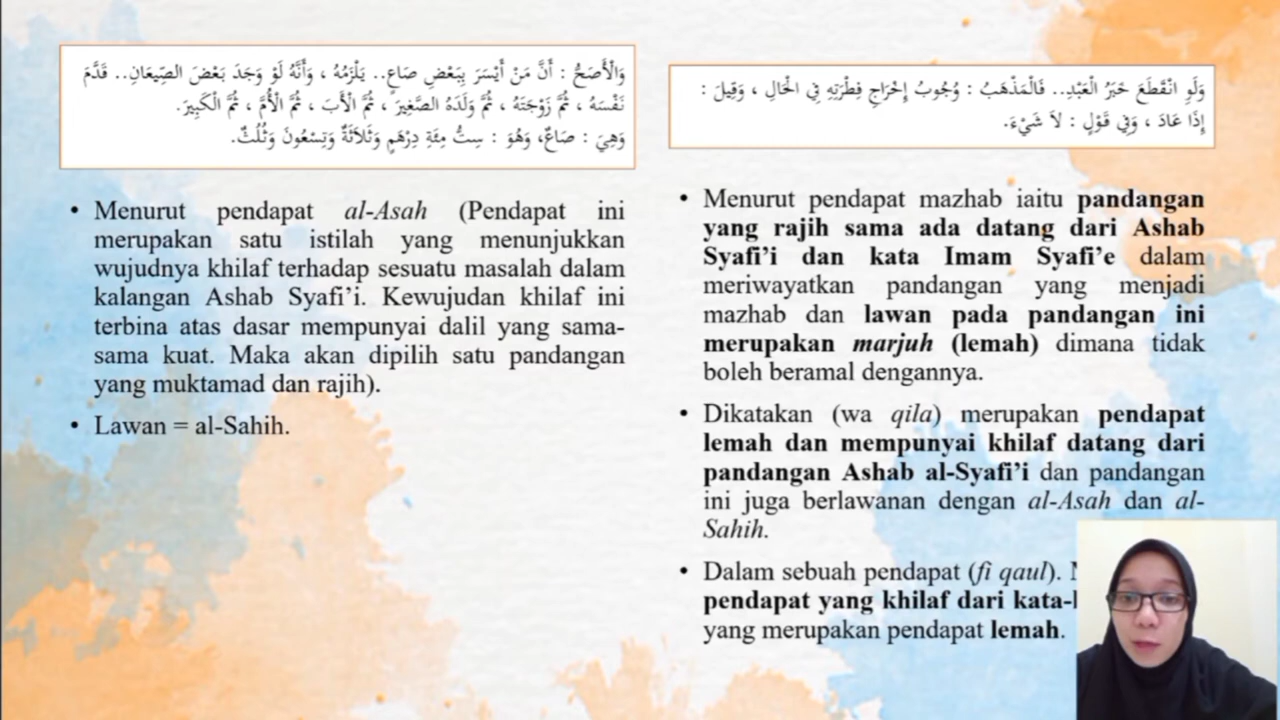 وَالْأَصَحُّ : أَنَّ مَنْ أَيْسَرَ بِبَعْضِ صَاعٍ.. يَلْزَمُهُ ، وَأَنَّهُ لَوْ وَجَدَ بَعْضَ الصِّيعَانِ.. قَدَّمَ
نَفْسَهُ ، ثُمَّ زَوْجَتَهُ ، ثُمَّ وَلَدَهُ الصَّغِيرَ ، ثُمَّ الْأَبَ ، ثُمَّ الْأُمَّ ، ثُمَّ الْكَبِيرَ.
وَهِيَ : صَاعٌ، وَهُوَ : سِتُّ مِئَةِ دِرْهَمٍ وَثَلاَثَةٌ وَتِسْعُونَ وَثُلُثٌ.
• Menurut pendapat al-Asah (Pendapat ini
merupakan satu istilah yang menunjukkan
wujudnya khilaf terhadap sesuatu masalah dalam
kalangan Ashab Syafi’i. Kewujudan khilaf ini
terbina atas dasar mempunyai dalil yang sama-
sama kuat. Maka akan dipilih satu pandangan
yang muktamad dan rajih).
• Lawan = al-Sahih.
وَلَوِ انْقَطَعَ خَبَرُ الْعَبْدِ.. فَالْمَذْهَبُ : وُجُوبُ إِخْرَاجِ فِطْرَتِهِ فِي الْحَالِ ، وَقِيلَ :
إِذَا عَادَ ، وَفِي قَوْلٍ : لاَ شَيْءَ.
• Menurut pendapat mazhab iaitu pandangan
yang rajih sama ada datang dari Ashab
Syafi’i dan kata Imam Syafi’e dalam
meriwayatkan pandangan yang menjadi
mazhab dan lawan pada pandangan ini
merupakan marjuh (lemah) dimana tidak
boleh beramal dengannya.
• Dikatakan (wa qila) merupakan pendapat
lemah dan mempunyai khilaf datang dari
pandangan Ashab al-Syafi’i dan pandangan
ini juga berlawanan dengan al-Asah dan al-
Sahih.
• Dalam sebuah pendapat (fi qaul).
pendapat yang khilaf dari kata-
yang merupakan pendapat lemah.